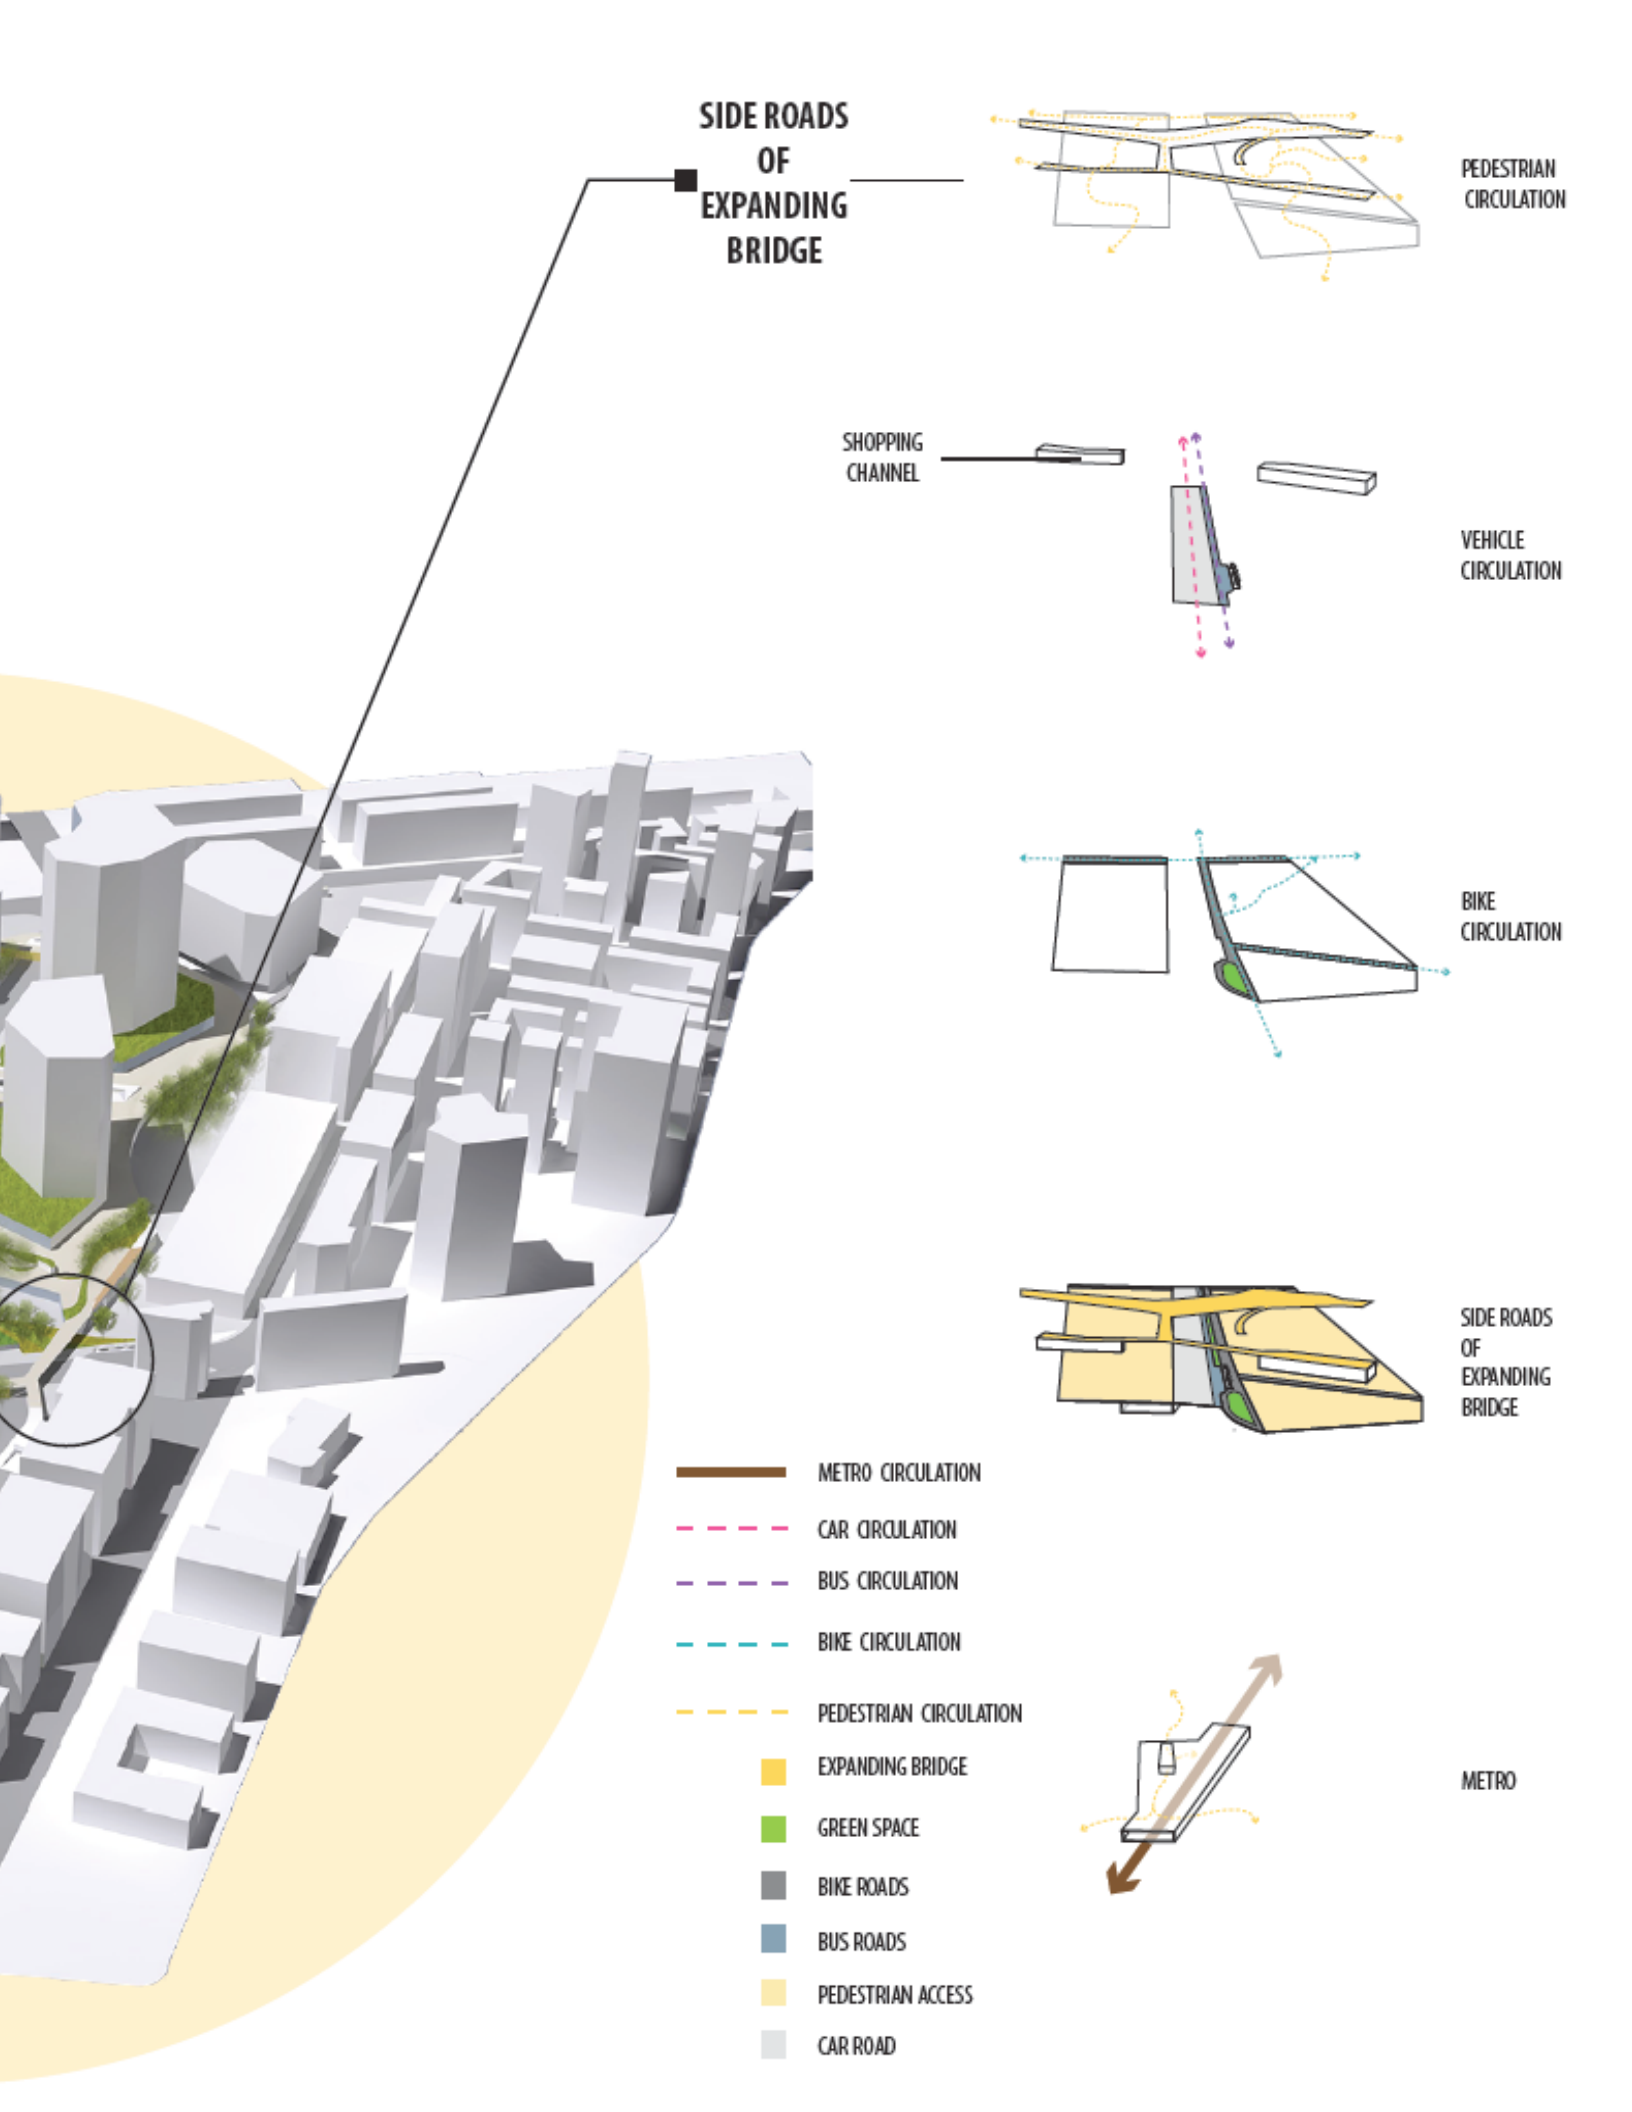 SIDE ROADS
OF
EXPANDING
BRIDGE
PEDESTRIAN
CIRCULATION
SHOPPING
CHANNEL
VEHICLE
CIRCULATION
BIKE
CIRCULATION
SIDE ROADS
OF
EXPANDING
BRIDGE
METRO CIRCULATION
CAR CIRCULATION
BUS CIRCULATION
BIKE CIRCULATION
PEDESTRIAN CIRCULATION
EXPANDING BRIDGE
METRO
GREEN SPACE
BIKE ROADS
BUS ROADS
PEDESTRIAN ACCESS
CAR ROAD